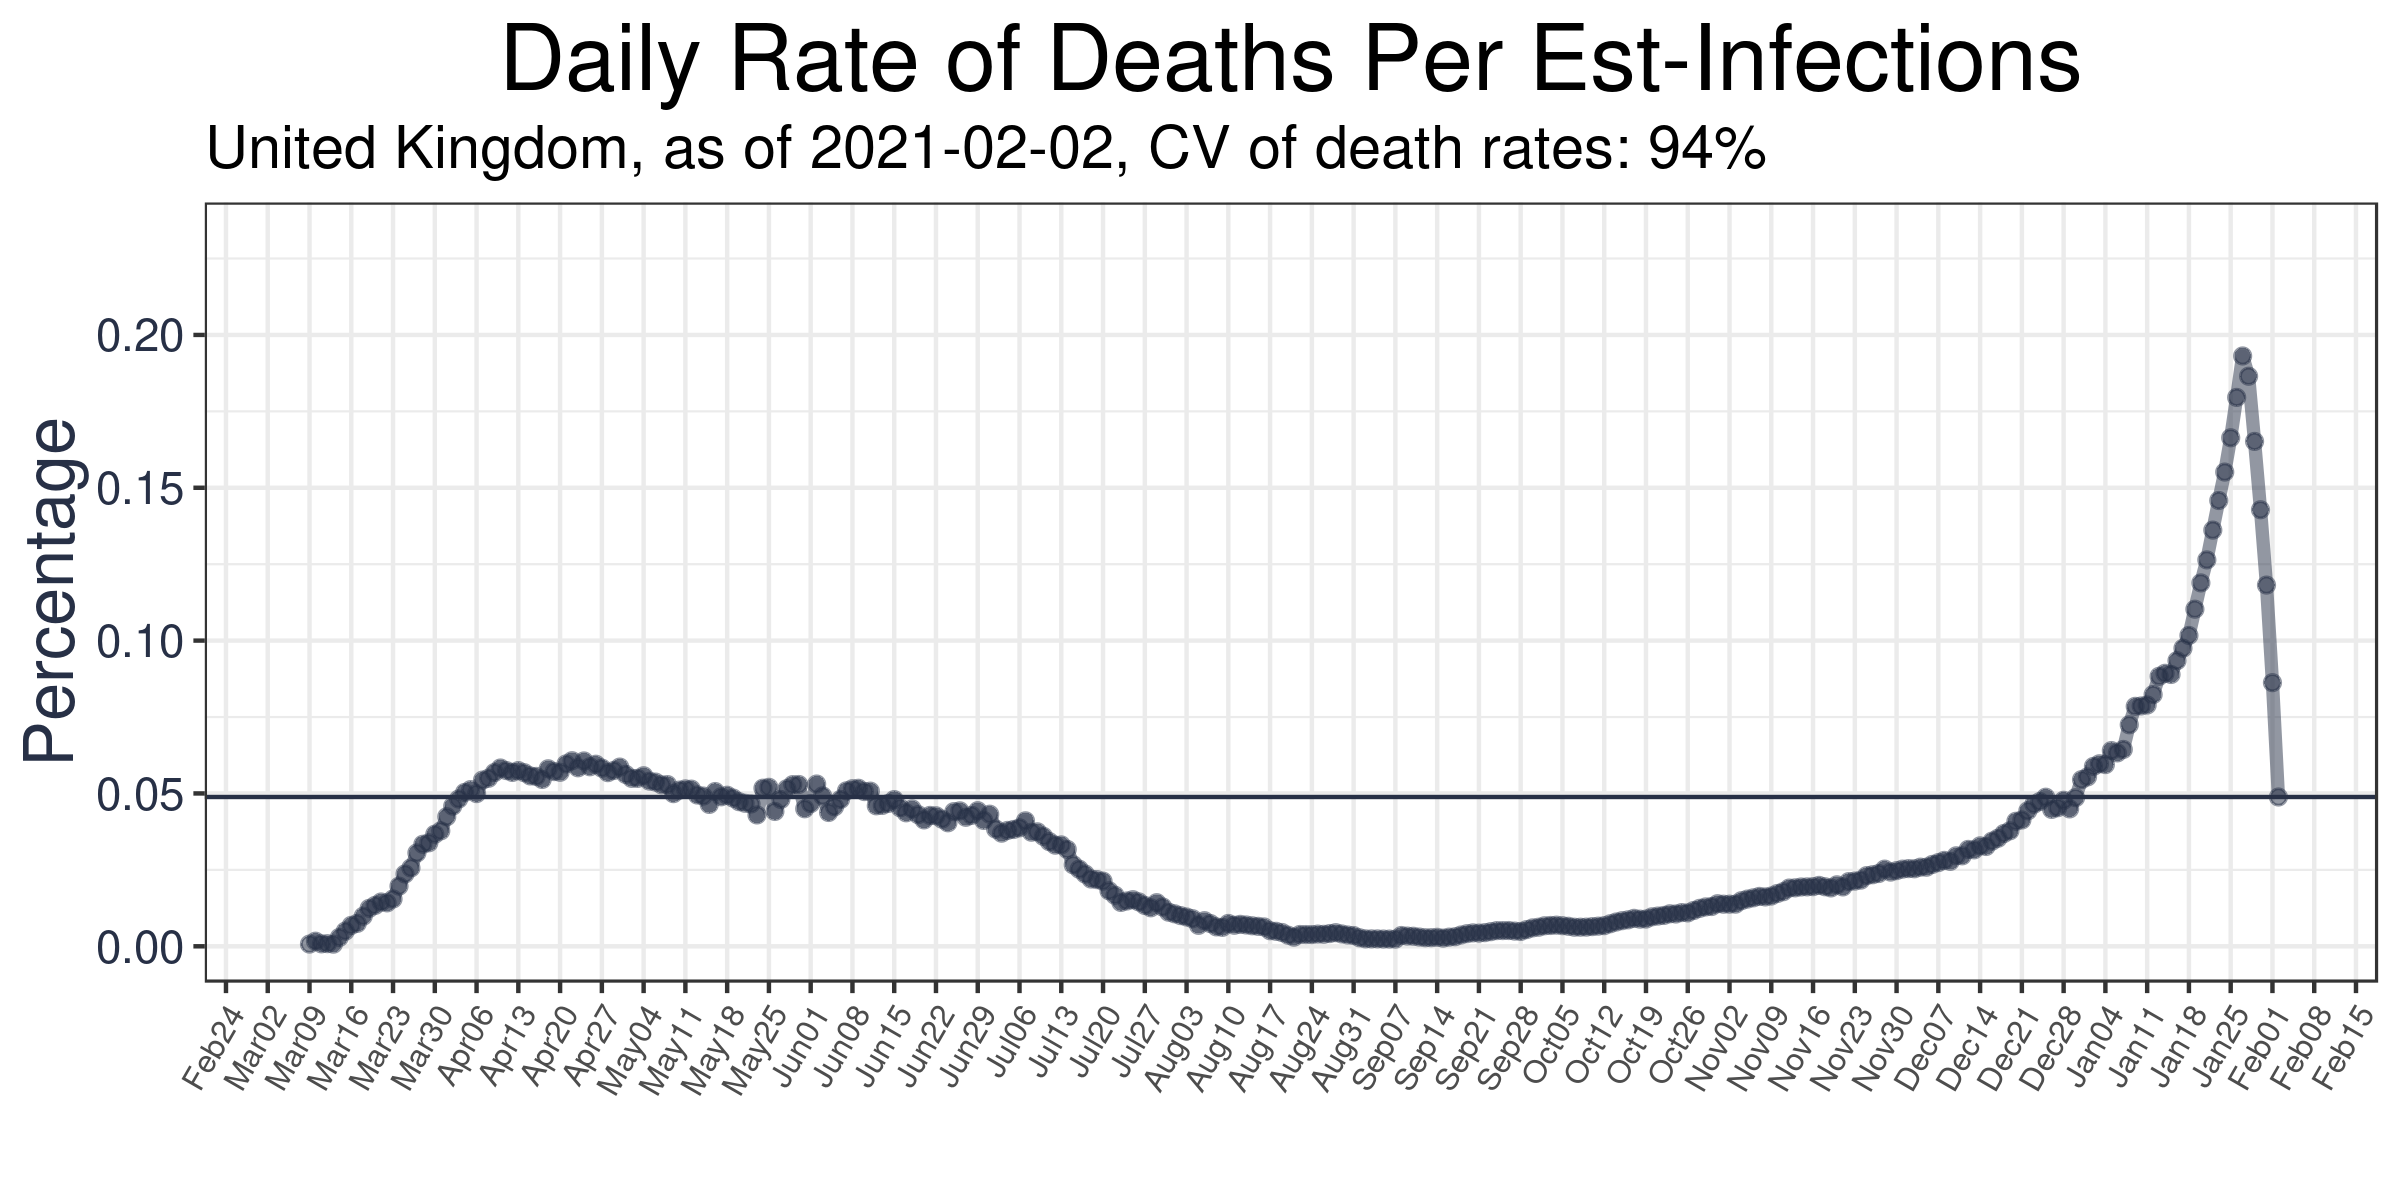 Daily Rate of Deaths Per Est-Infections
United Kingdom, as of 2021-02-02, CV of death rates: 94%
Percentage
0.20
0.15
0.10
0.05
0.00
Feb24 Mar02 Mar09 Mar16 Mar23 Mar30 Apr06 Apr13 Apr20 Apr27 May04 May11 May18 May25 Jun01 Jun08 Jun15 Jun22 Jun29 Jul06 Jul13 Jul20 Jul27 Aug03 Aug10 Aug17 Aug24 Aug31 Sep07 Sep14 Sep21 Sep28 Oct05 Oct12 Oct19 Oct26 Nov02 Nov09 Nov16 Nov23 Nov30 Dec07 Dec14 Dec21 Dec28 Jan04 Jan11 Jan18 Jan25 Feb01 Feb08 Feb15